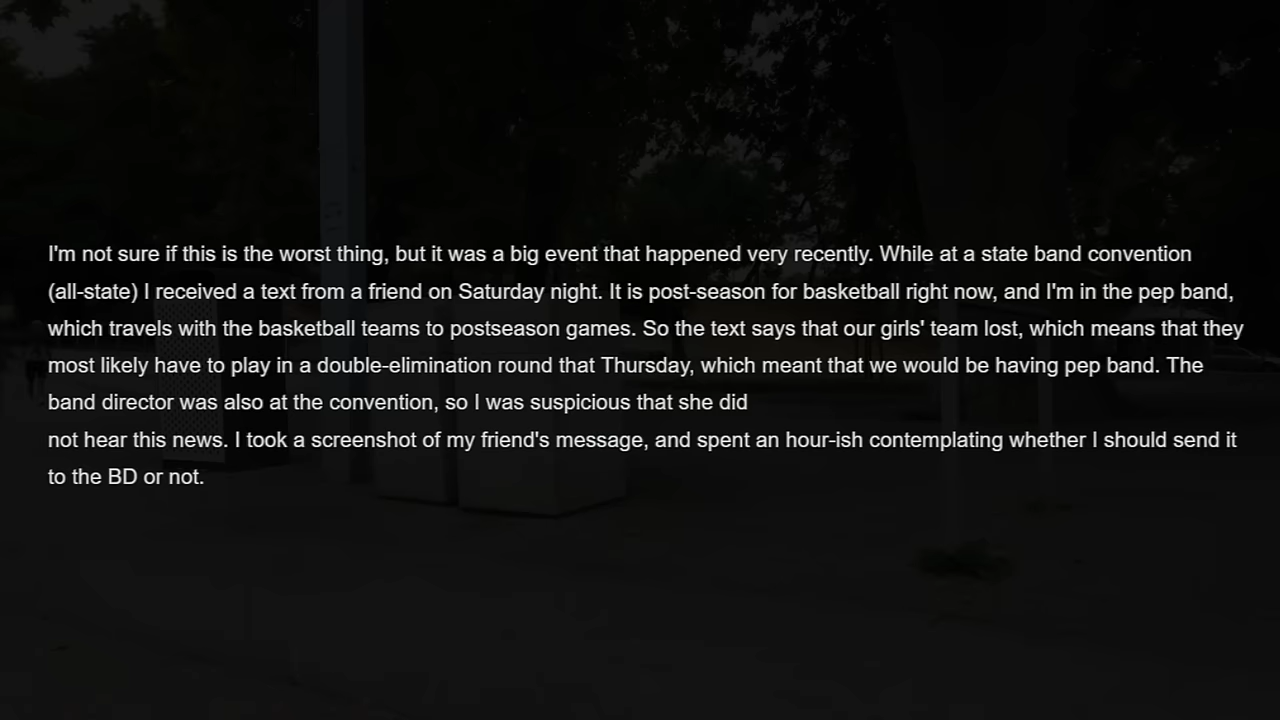 I'm not sure if this is the worst thing, but it was a big event that happened very recently. While at a state band convention
(all-state) I received a text from a friend on Saturday night. It is post-season for basketball right now, and I'm in the pep band,
which travels with the basketball teams to postseason games. So the text says that our girls' team lost, which means that they
most likely have to play in a double-elimination round that Thursday, which meant that we would be having pep band. The
band director was also at the convention, so I was suspicious that she did
not hear this news. I took a screenshot of my friend's message, and spent an hour-ish contemplating whether I should send it
to the BD or not.